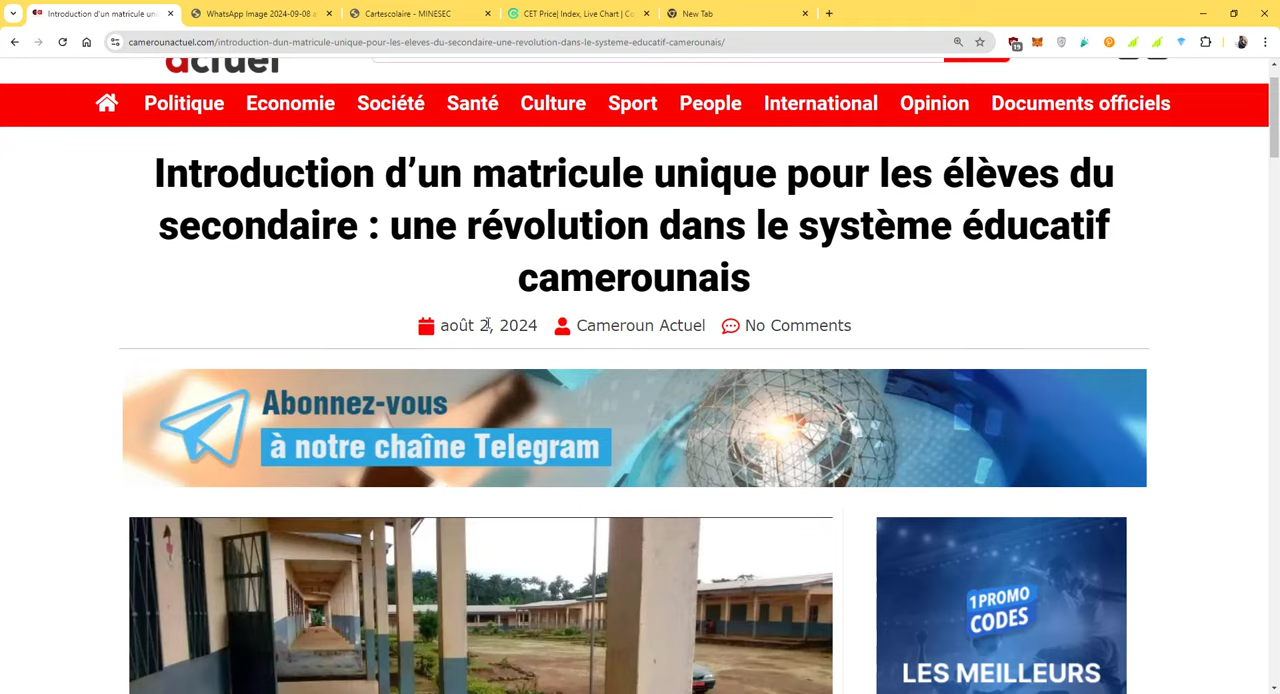 Introduction d'un matricule uni
WhatsApp Image 2024-09-08 a
Cartescolaire - MINESEC
CET Price| Index, Live Chart | Co
New Tab
camerounactuel.com/introduction-dun-matricule-unique-pour-les-eleves-du-secondaire-une-revolution-dans-le-systeme-educatif-camerounais/
19
actuel
Politique Economie Société Santé Culture Sport People International Opinion Documents officiels
Introduction d’un matricule unique pour les élèves du
secondaire : une révolution dans le système éducatif
camerounais
août 2, 2024 Cameroun Actuel No Comments
Abonnez-vous
à notre chaîne Telegram
1PROMO
CODES
LES MEILLEURS